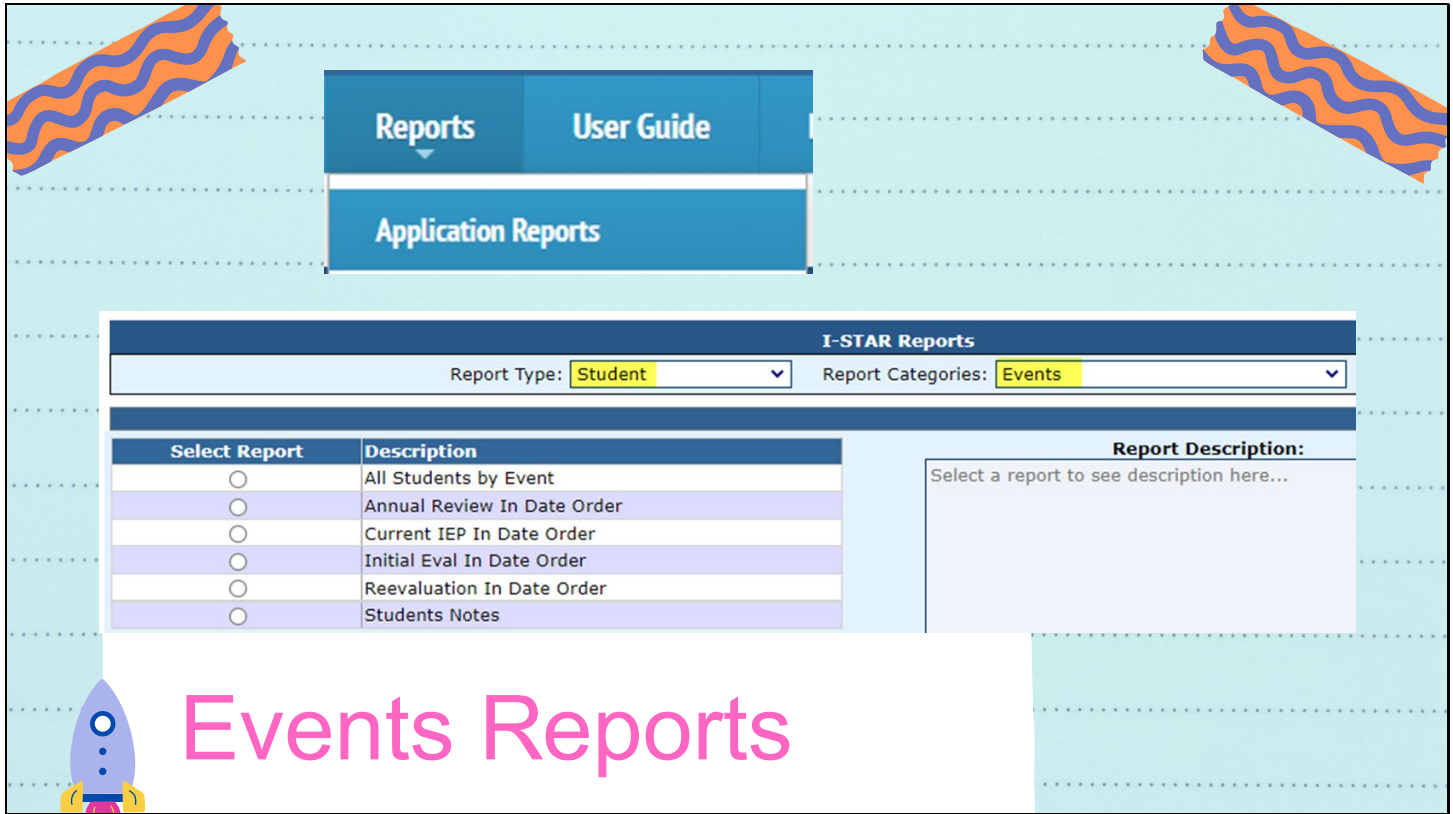 Reports User Guide
Application Reports
I-STAR Reports
Report Type: Student Report Categories: Events
Select Report Description Report Description:
All Students by Event Select a report to see description here...
Annual Review In Date Order
Current IEP In Date Order
Initial Eval In Date Order
Reevaluation In Date Order
Students Notes
Events Reports